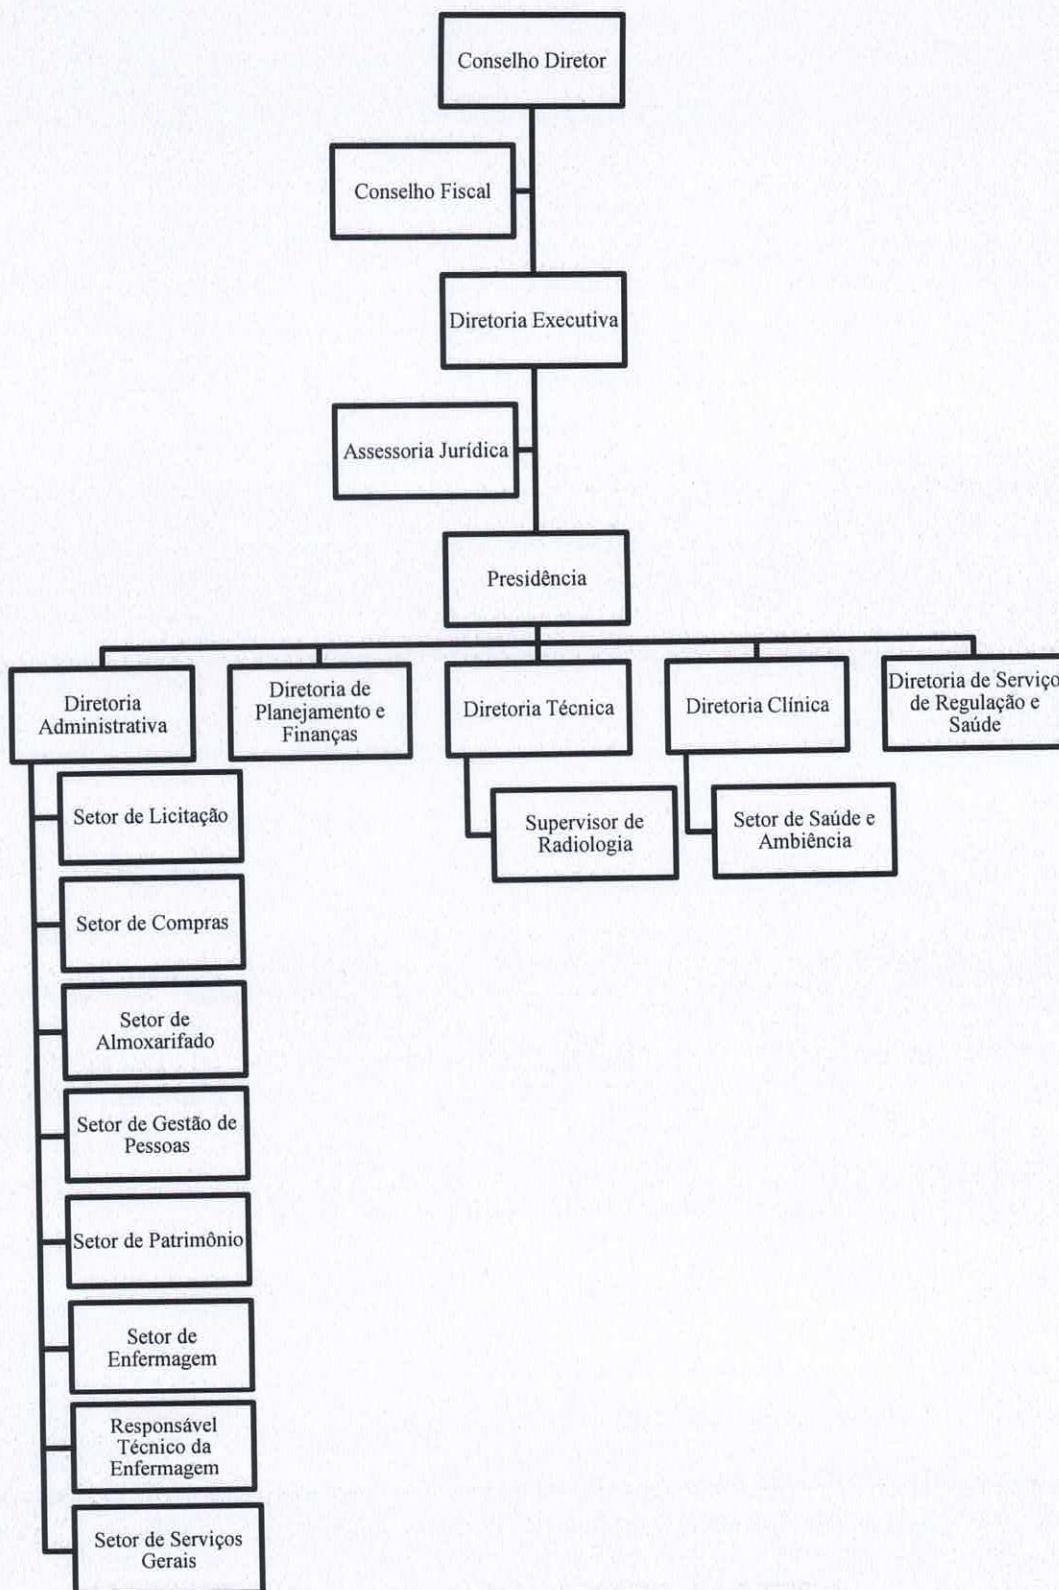 Conselho Diretor
Conselho Fiscal
Diretoria Executiva
Assessoria Jurídica
Presidência
Diretoria
Administrativa
Diretoria de
Planejamento e
Finanças
Diretoria Técnica
Diretoria Clínica
Diretoria de Serviço
de Regulação e
Saúde
Setor de Licitação
Setor de Compras
Setor de
Almoxarifado
Setor de Gestão de
Pessoas
Setor de Patrimônio
Setor de
Enfermagem
Responsável
Técnico da
Enfermagem
Setor de Serviços
Gerais
Supervisor de
Radiologia
Setor de Saúde e
Ambiência